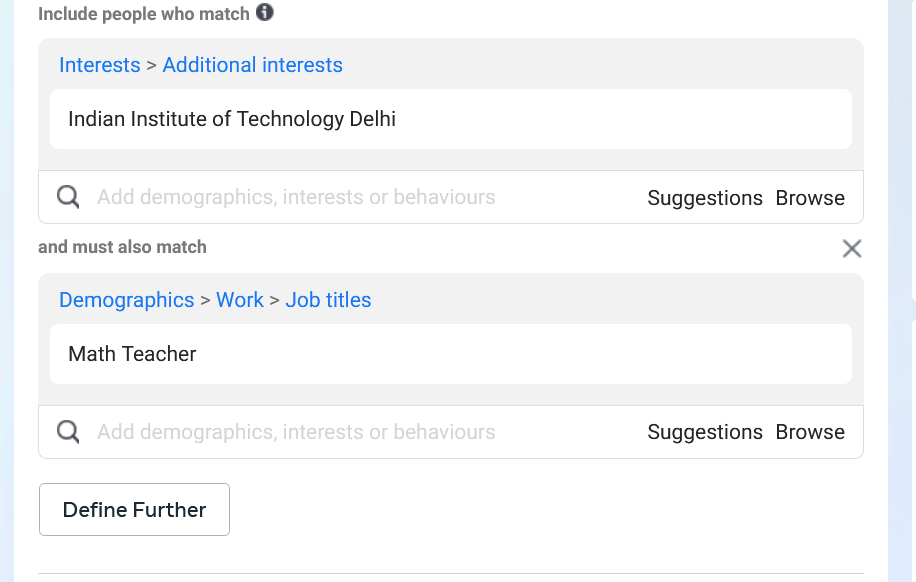 Include people who match
Interests > Additional interests
Indian Institute of Technology Delhi
Add demographics, interests or behaviours Suggestions Browse
and must also match
Demographics > Work > Job titles
Math Teacher
Add demographics, interests or behaviours Suggestions Browse
Define Further